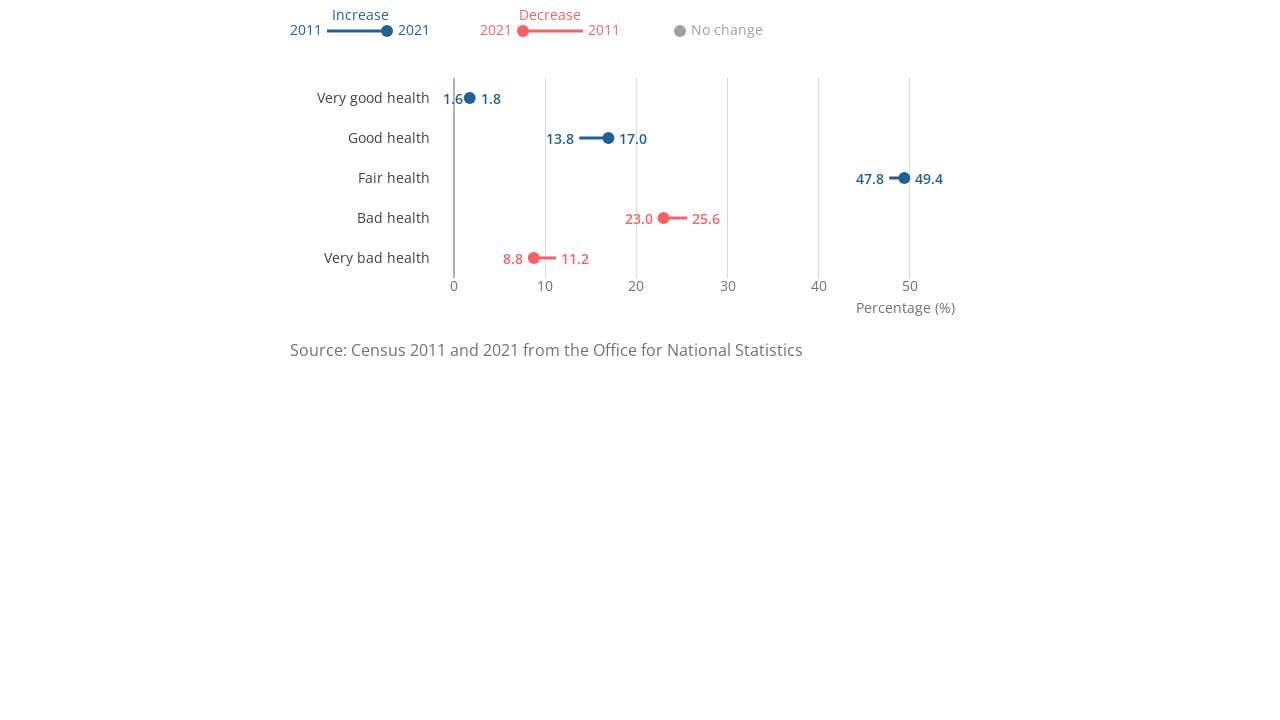 Increase
2011 2021
Decrease
2021 2011
No change
Very good health 1.6 1.8
Good health 13.8 17.0
Fair health 47.8 49.4
Bad health 23.0 25.6
Very bad health 8.8 11.2
0 10 20 30 40 50
Percentage (%)
Source: Census 2011 and 2021 from the Office for National Statistics